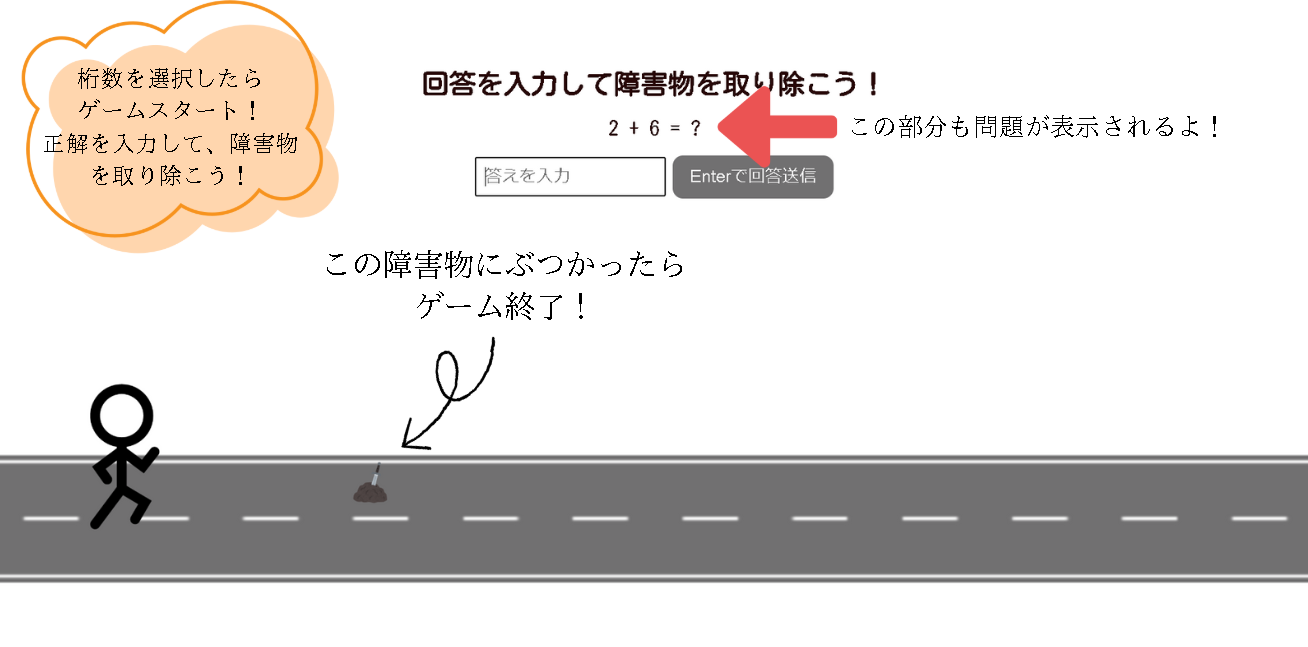 桁数を選択したら
ゲームスタート！
正解を入力して、障害物
を取り除こう！
回答を入力して障害物を取り除こう！
2 + 6 = ?
この部分も問題が表示されるよ！
答えを入力
Enterで回答送信
この障害物にぶつかったら
ゲーム終了！